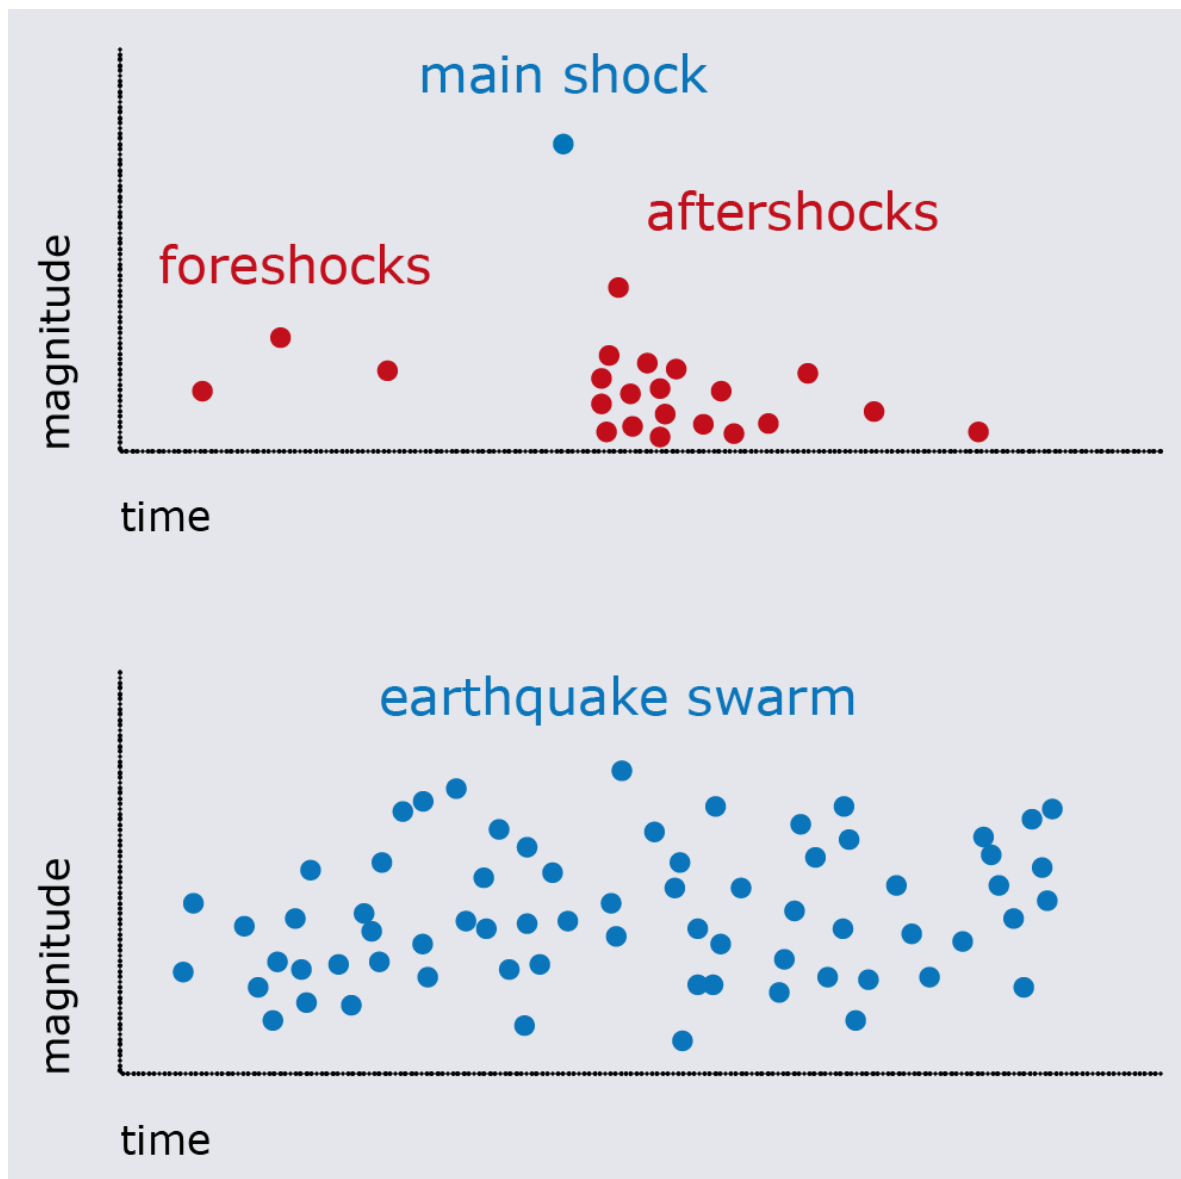 main shock
aftershocks
foreshocks
magnitude
time
earthquake swarm
magnitude
time